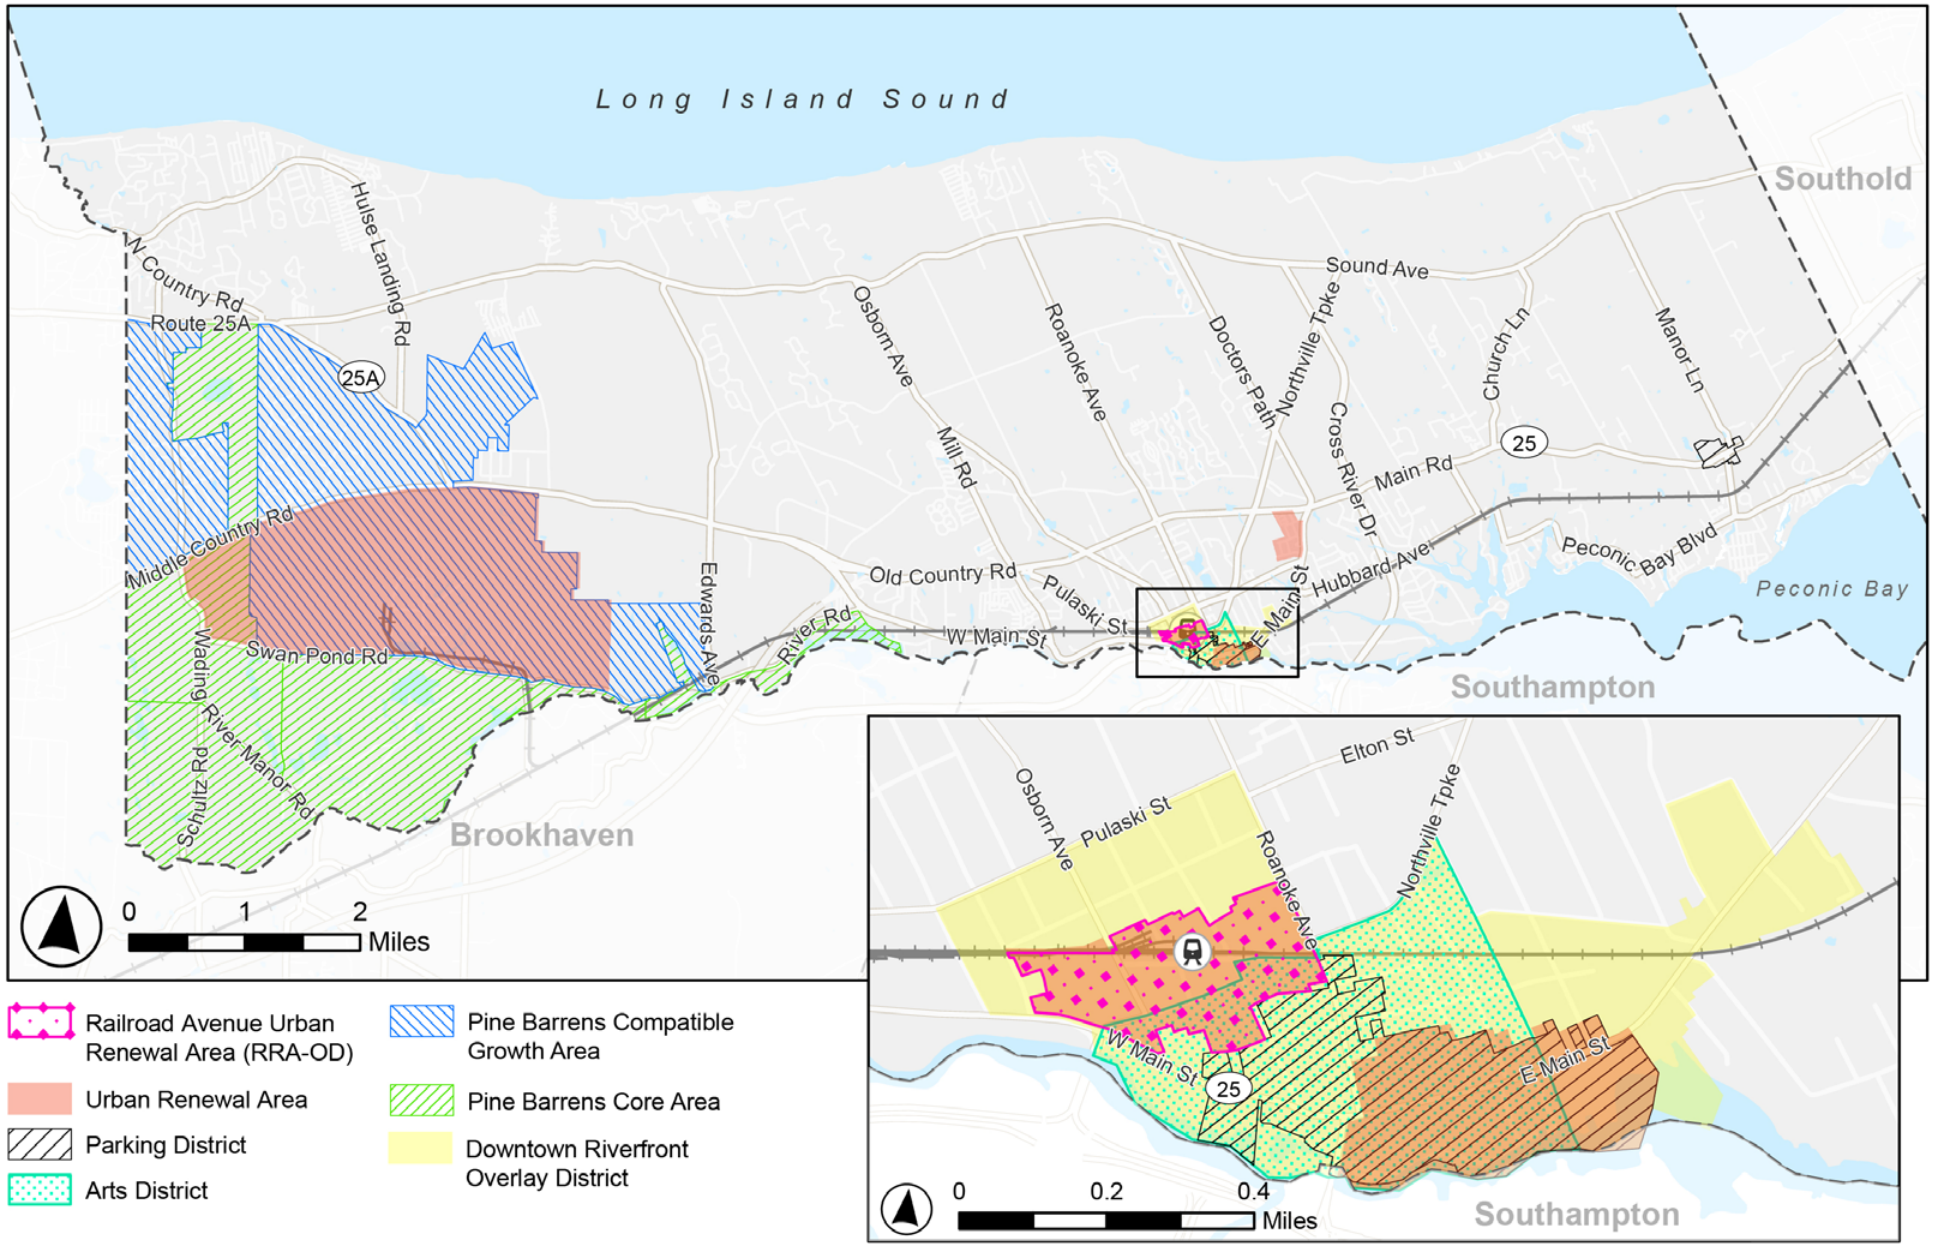 Long Island Sound
Southold
N Country Rd
Hulse Landing Rd
Route 25A
25A
Sound Ave
Osborn Ave
Roanoke Ave
Doctors Path
Northville Tpke
Church Ln
Manor Ln
Mill Rd
Cross River Dr
Main Rd
25
Middle Country Rd
Edwards Ave
Old Country Rd
Pulaski St
Hubbard Ave
Peconic Bay Blvd
Peconic Bay
River Rd
W Main St
E Main St
Swan Pond Rd
Wading River Manor Rd
Schultz Rd
Southampton
Brookhaven
0 1 2 Miles
Elton St
Osborn Ave
Pulaski St
Northville Tpke
Roanoke Ave
W Main St
25
E Main St
Southampton
0 0.2 0.4 Miles
Railroad Avenue Urban
Renewal Area (RRA-OD)
Urban Renewal Area
Parking District
Arts District
Pine Barrens Compatible
Growth Area
Pine Barrens Core Area
Downtown Riverfront
Overlay District